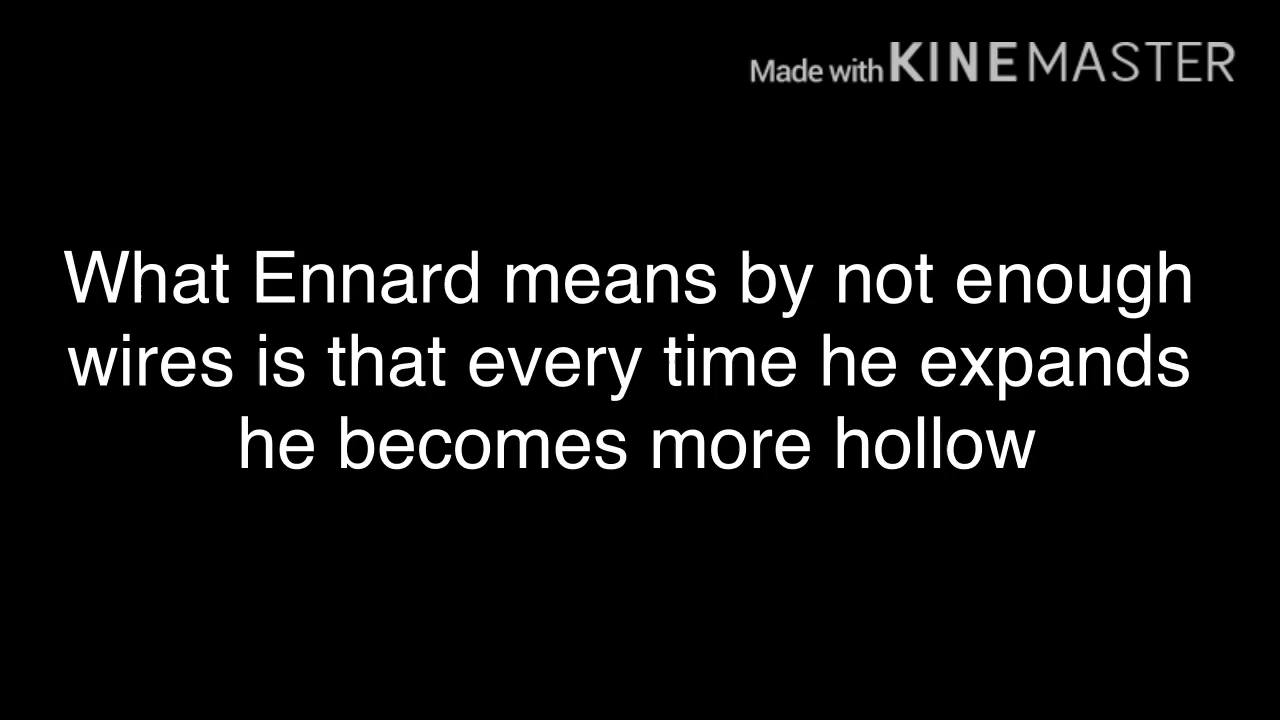 Made with KINEMASTER
What Ennard means by not enough
wires is that every time he expands
he becomes more hollow